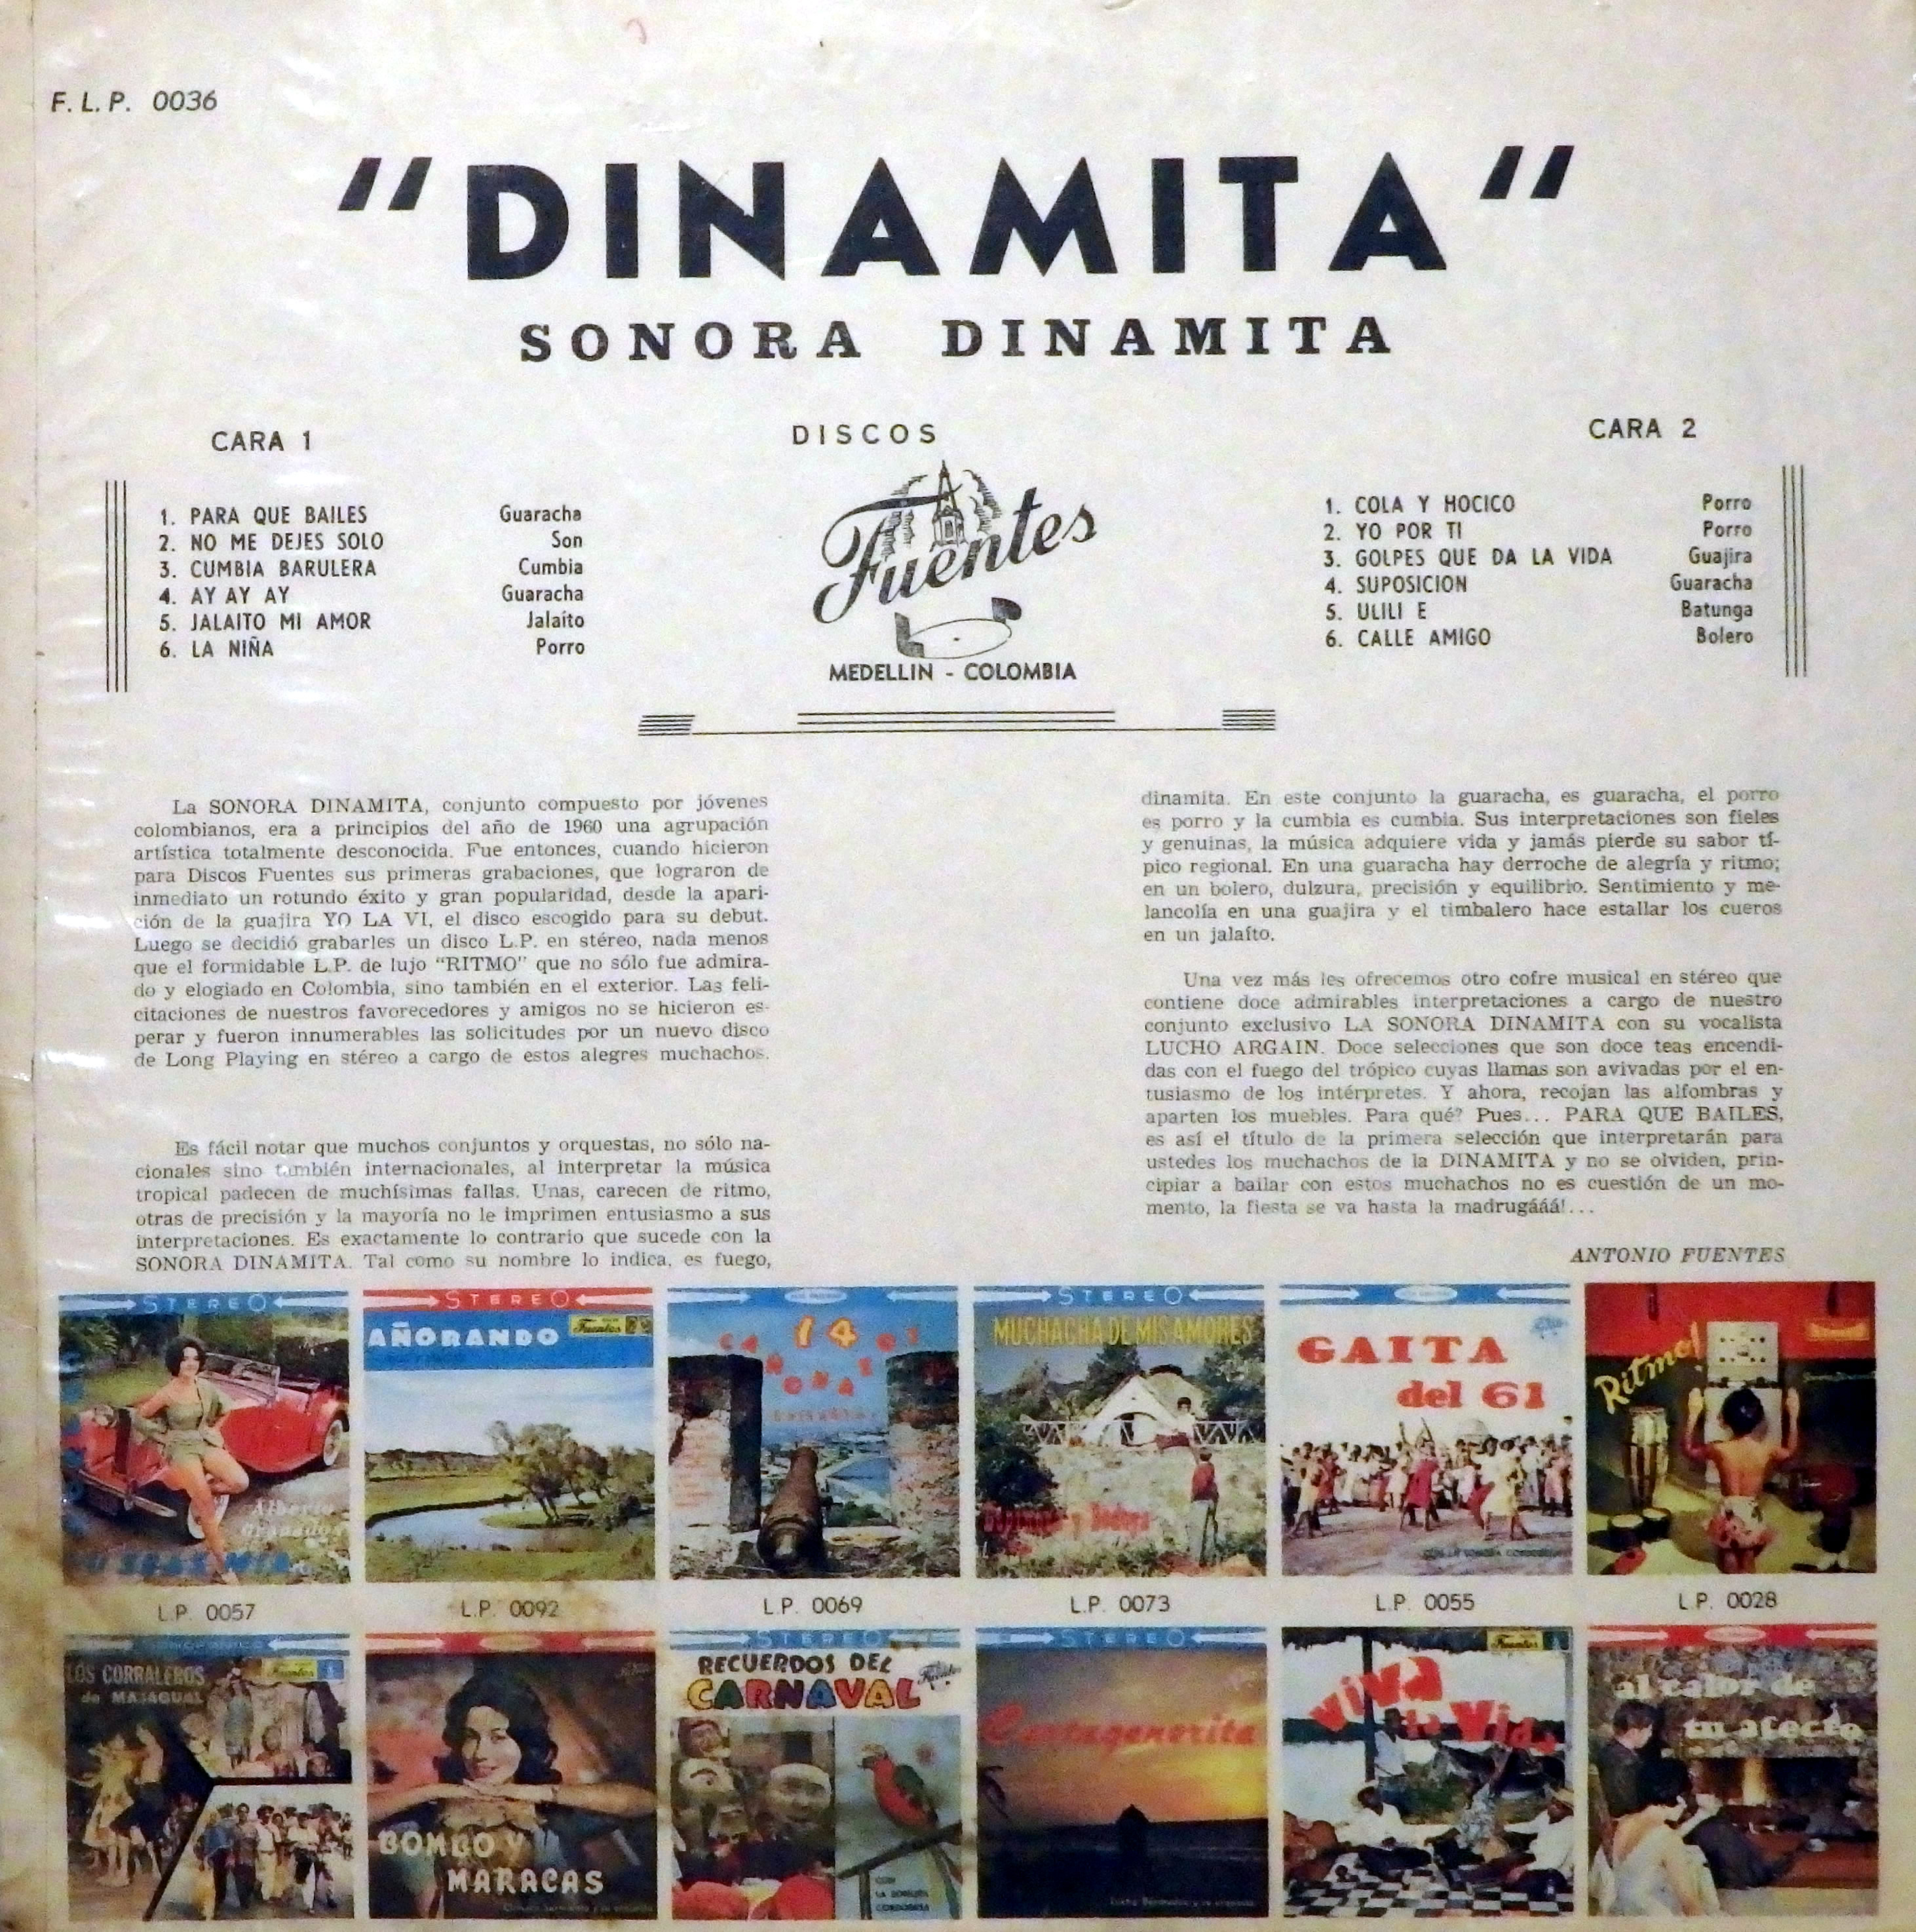 F. L. P. 0036
"DINAMITA"
SONORA DINAMITA
CARA 1
1. PARA QUE BAILES Guaracha
2. NO ME DEJES SOLO Son
3. CUMBIA BARULERA Cumbia
4. AY AY AY Guaracha
5. JALAITO MI AMOR Jalaíto
6. LA NIÑA Porro
DISCOS
Fuentes
MEDELLIN - COLOMBIA
CARA 2
1. COLA Y HOCICO Porro
2. YO POR TI Porro
3. GOLPES QUE DA LA VIDA Guajira
4. SUPOSICION Guaracha
5. ULILI E Batunga
6. CALLE AMIGO Bolero
La SONORA DINAMITA, conjunto compuesto por jóvenes
colombianos, era a principios del año de 1960 una agrupación
artística totalmente desconocida. Fue entonces, cuando hicieron
para Discos Fuentes sus primeras grabaciones, que lograron de
inmediato un rotundo éxito y gran popularidad, desde la apari-
ción de la guajira YO LA VI, el disco escogido para su debut.
Luego se decidió grabarles un disco L.P. en stéreo, nada menos
que el formidable L.P. de lujo "RITMO" que no sólo fue admira-
do y elogiado en Colombia, sino también en el exterior. Las feli-
citaciones de nuestros favorecedores y amigos no se hicieron es-
perar y fueron innumerables las solicitudes por un nuevo disco
de Long Playing en stéreo a cargo de estos alegres muchachos.
Es fácil notar que muchos conjuntos y orquestas, no sólo na-
cionales sino también internacionales, al interpretar la música
tropical padecen de muchísimas fallas. Unas, carecen de ritmo,
otras de precisión y la mayoría no le imprimen entusiasmo a sus
interpretaciones. Es exactamente lo contrario que sucede con la
SONORA DINAMITA. Tal como su nombre lo indica, es fuego,
dinamita. En este conjunto la guaracha, es guaracha, el porro
es porro y la cumbia es cumbia. Sus interpretaciones son fieles
y genuinas, la música adquiere vida y jamás pierde su sabor tí-
pico regional. En una guaracha hay derroche de alegría y ritmo;
en un bolero, dulzura, precisión y equilibrio. Sentimiento y me-
lancolía en una guajira y el timbalero hace estallar los cueros
en un jalaíto.
Una vez más les ofrecemos otro cofre musical en stéreo que
contiene doce admirables interpretaciones a cargo de nuestro
conjunto exclusivo LA SONORA DINAMITA con su vocalista
LUCHO ARGAIN. Doce selecciones que son doce teas encendi-
das con el fuego del trópico cuyas llamas son avivadas por el en-
tusiasmo de los intérpretes. Y ahora, recojan las alfombras y
aparten los muebles. Para qué? Pues... PARA QUE BAILES,
es así el título de la primera selección que interpretarán para
ustedes los muchachos de la DINAMITA y no se olviden, prin-
cipiar a bailar con estos muchachos no es cuestión de un mo-
mento, la fiesta se va hasta la madrugááá!...
ANTONIO FUENTES
STEREO
Alberto
Granados
STEREO
AÑORANDO
Fuentes
14
CAÑONAZOS
bailables
STEREO
MUCHACHA DE MIS AMORES
GAITA
del 61
CON LA SONORA CORDOBESA
Ritmo!
L.P. 0057
L.P. 0092
L.P. 0069
L.P. 0073
L.P. 0055
L.P. 0028
LOS CORRALEROS
de MAJAGUAL
Fuentes
BOMBO Y
MARACAS
STEREO
RECUERDOS DEL
CARNAVAL
Fuentes
CON
LA SONORA
CORDOBESA
STEREO
Cartagenerita
Fuentes
Viva
la Vida
al calor de
tu afecto